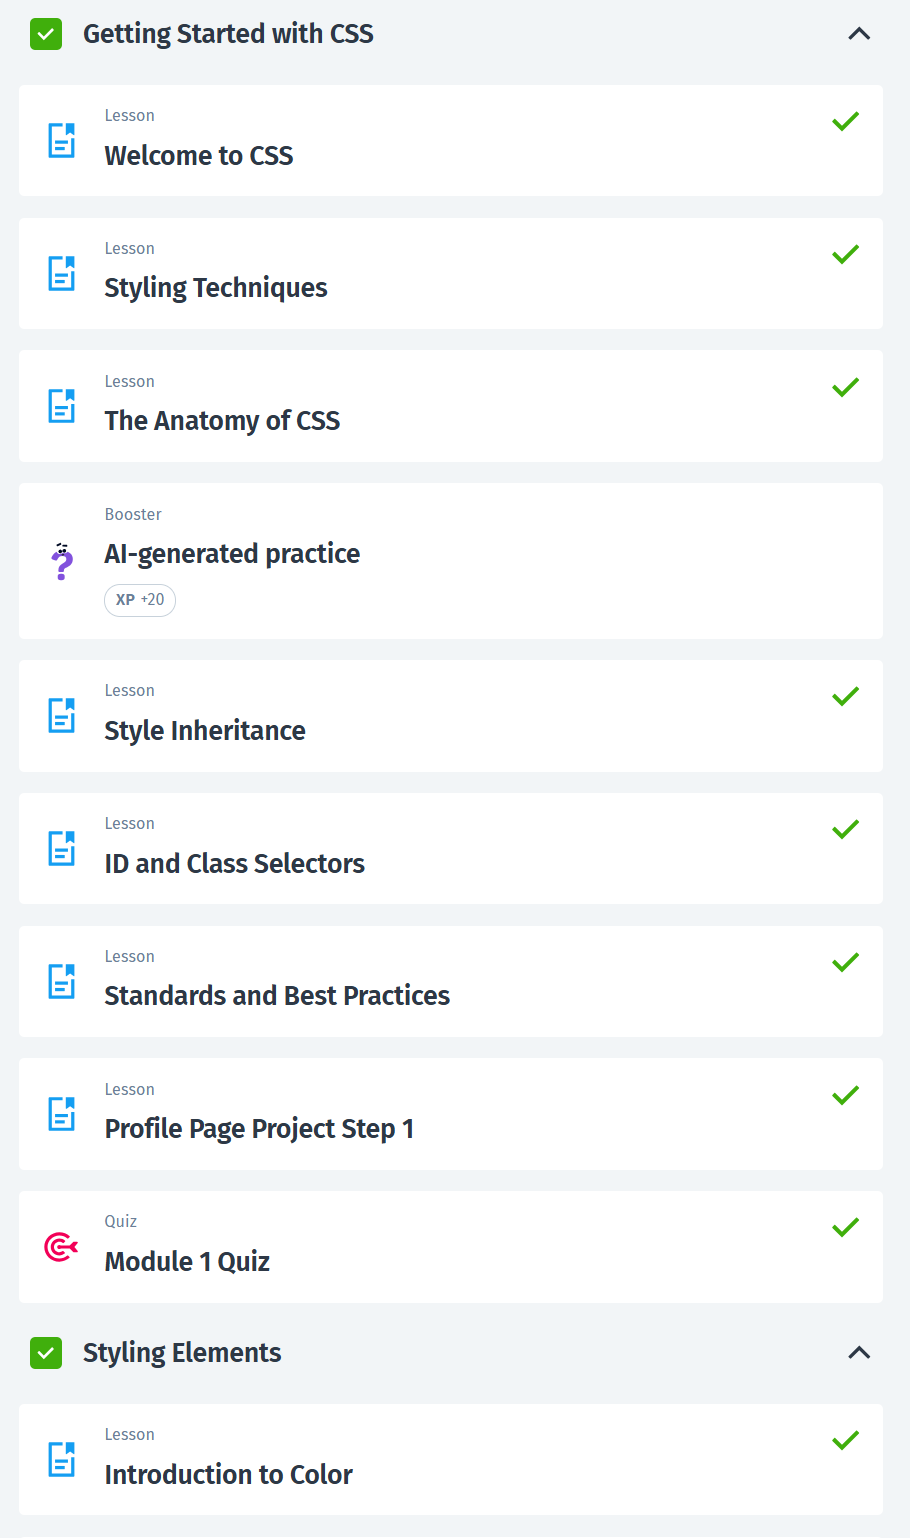 Getting Started with CSS
Lesson
Welcome to CSS
Lesson
Styling Techniques
Lesson
The Anatomy of CSS
Booster
AI-generated practice
XP +20
Lesson
Style Inheritance
Lesson
ID and Class Selectors
Lesson
Standards and Best Practices
Lesson
Profile Page Project Step 1
Quiz
Module 1 Quiz
Styling Elements
Lesson
Introduction to Color